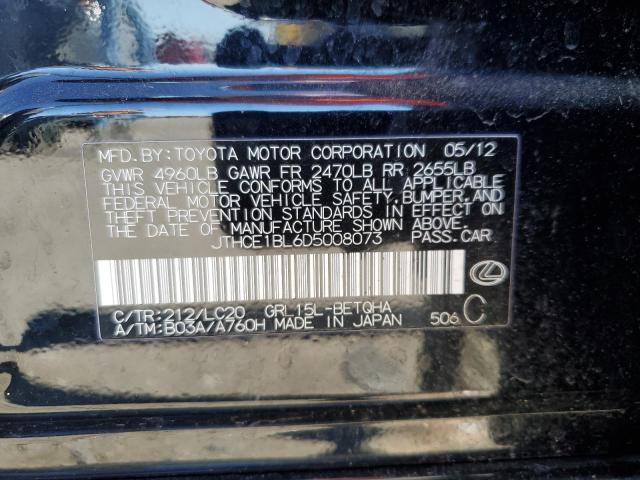 MFD.BY:TOYOTA MOTOR CORPORATION 05/12
GVWR 4960LB GAWR FR 2470LB RR 2655LB
THIS VEHICLE CONFORMS TO ALL APPLICABLE
FEDERAL MOTOR VEHICLE SAFETY,BUMPER,AND
THEFT PREVENTION STANDARDS IN EFFECT ON
THE DATE OF MANUFACTURE SHOWN ABOVE.
JTHCE1BL6D5008073 PASS.CAR
C/TR:212/LC20 GRL15L-BETQHA
A/TM:B03A/A760H MADE IN JAPAN 506 C